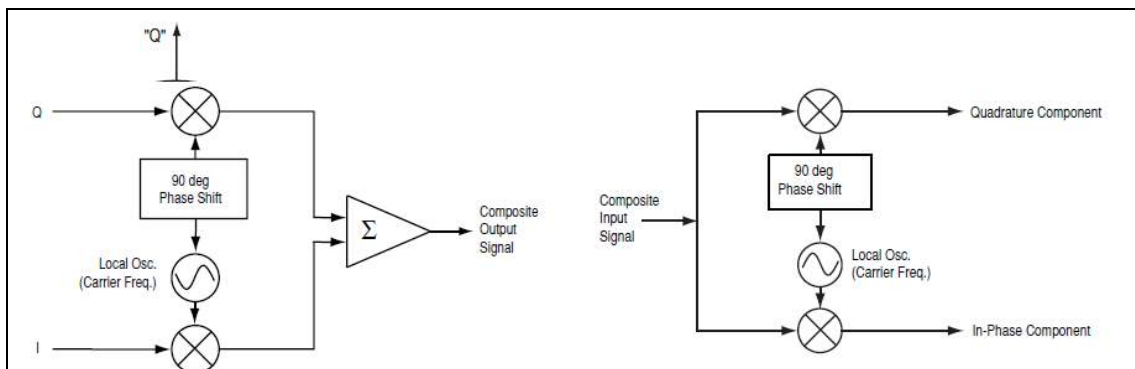 "Q"
Q
90 deg
Phase Shift
Local Osc.
(Carrier Freq.)
I
Σ
Composite
Output
Signal
Composite
Input
Signal
Quadrature Component
90 deg
Phase Shift
Local Osc.
(Carrier Freq.)
In-Phase Component